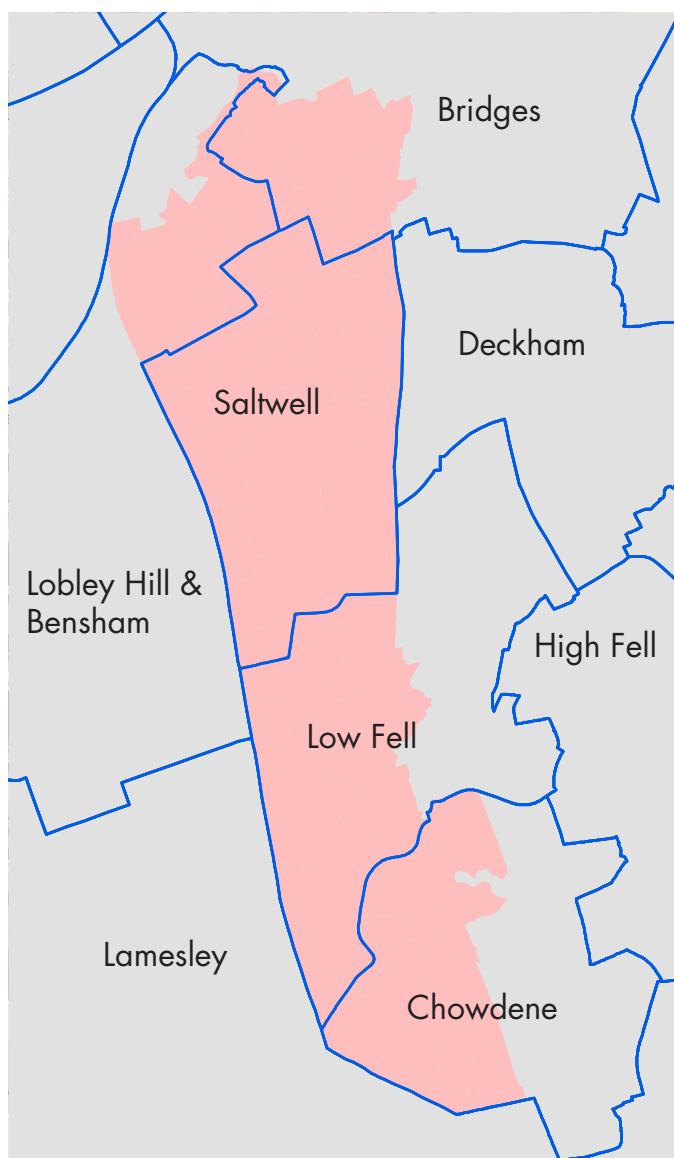 Bridges
Deckham
Saltwell
Lobley Hill &
Bensham
High Fell
Low Fell
Lamesley
Chowdene